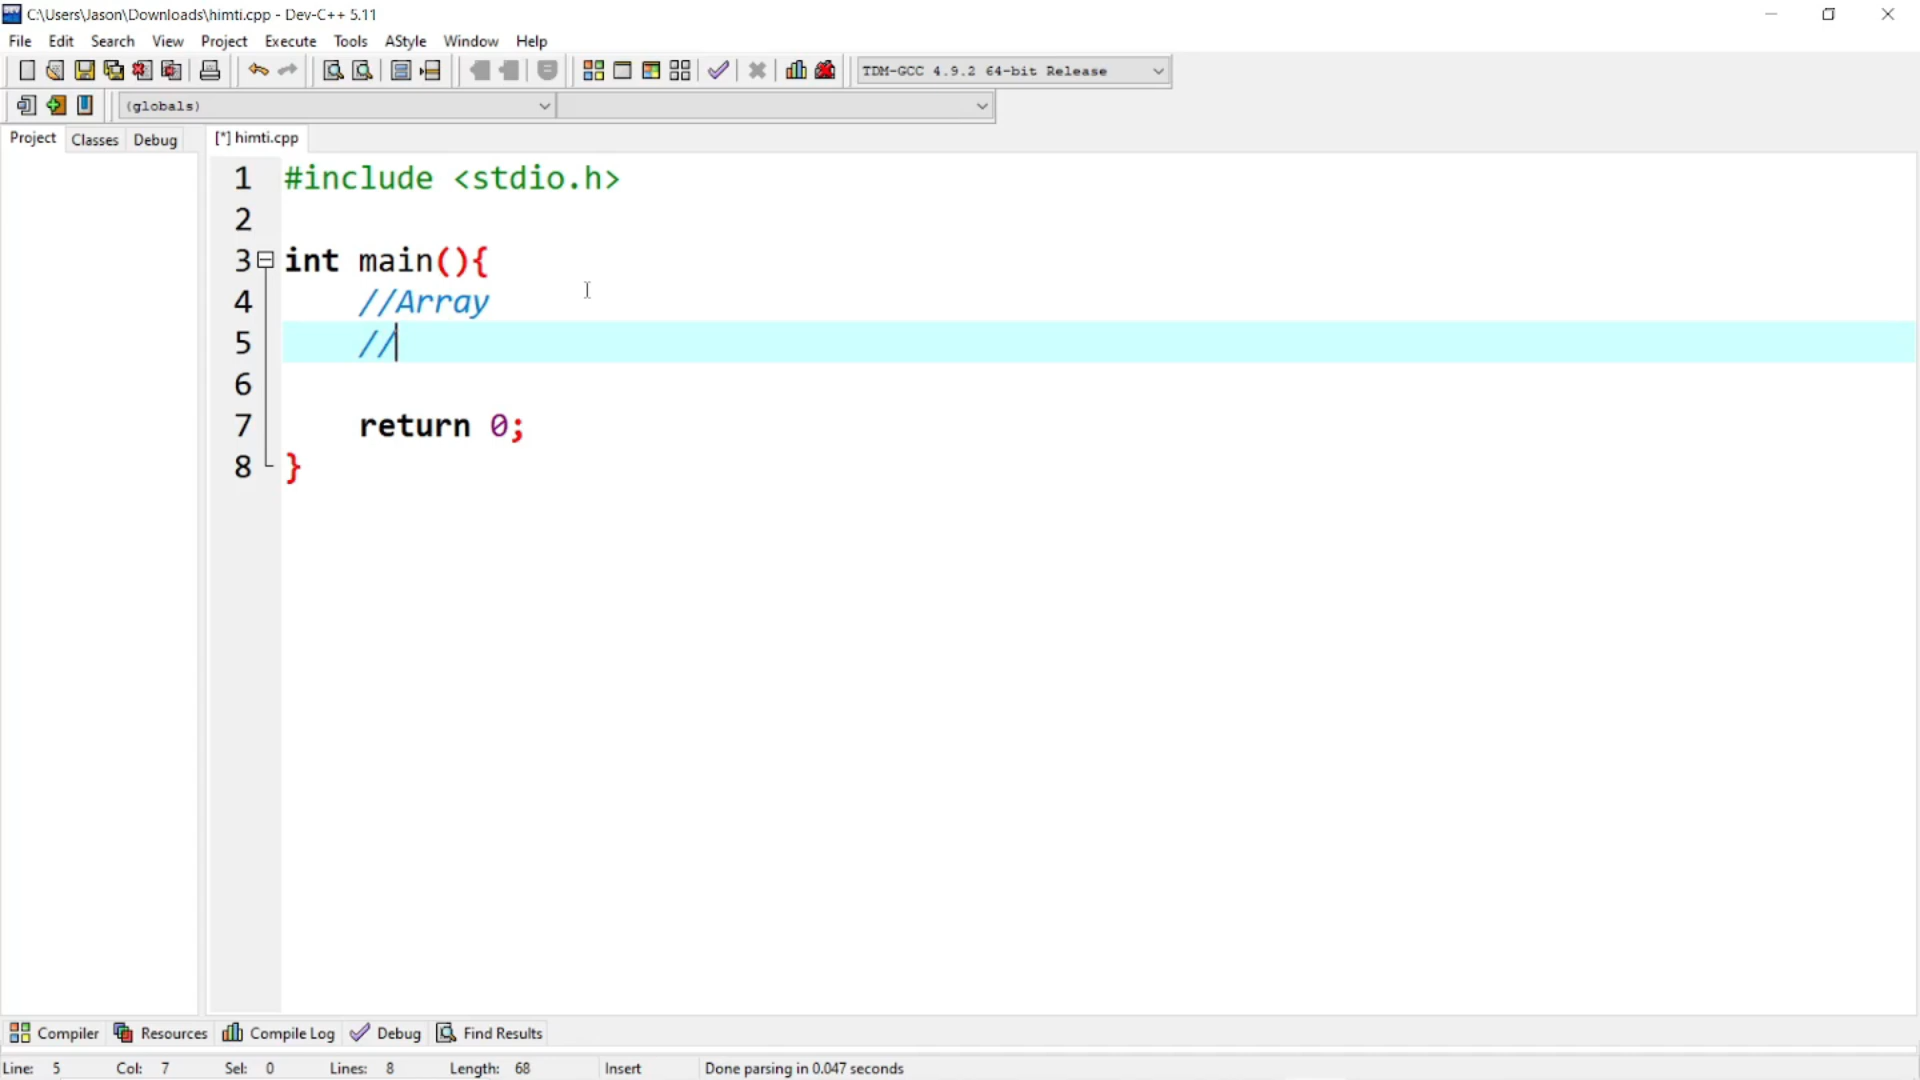 C:\Users\Jason\Downloads\himti.cpp - Dev-C++ 5.11
File Edit Search View Project Execute Tools AStyle Window Help
TDM-GCC 4.9.2 64-bit Release
(globals)
Project Classes Debug [*] himti.cpp
1 #include <stdio.h>
2
3 int main(){
4 //Array
5 //
6
7 return 0;
8 }
Compiler Resources Compile Log Debug Find Results
Line: 5 Col: 7 Sel: 0 Lines: 8 Length: 68 Insert Done parsing in 0.047 seconds